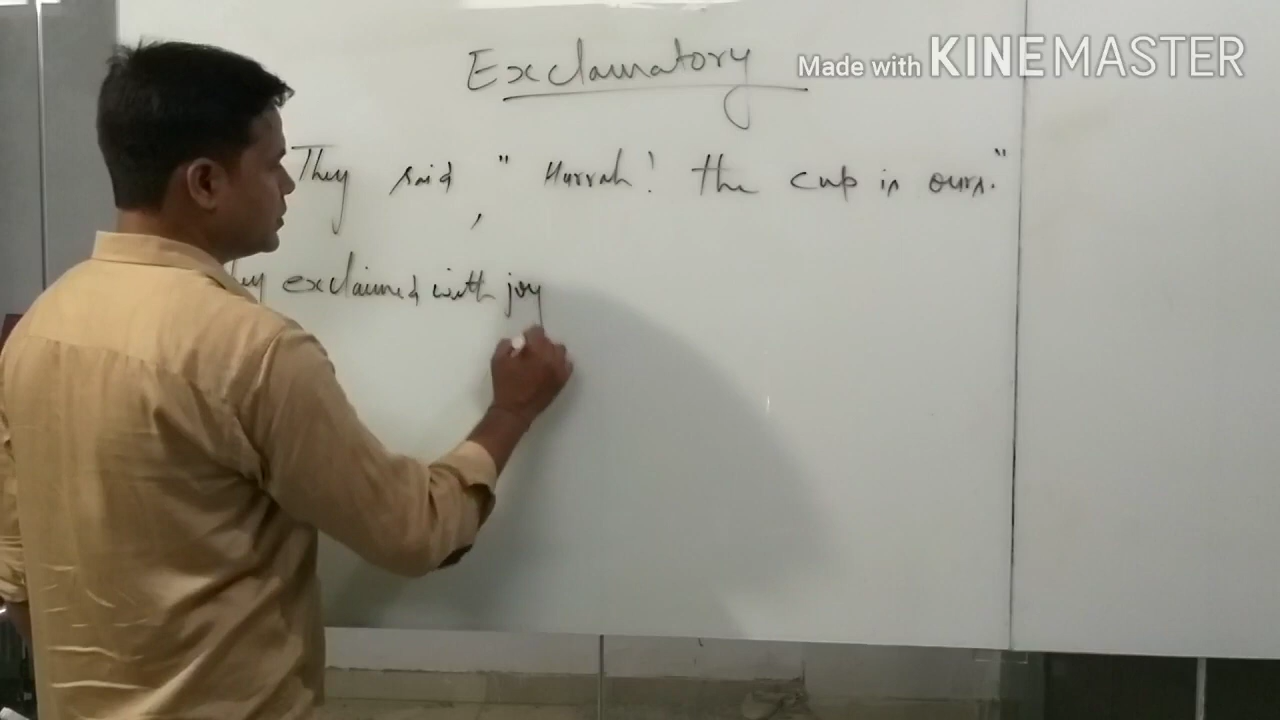 Exclamatory
Made with KINEMASTER
They said " Hurrah! the cup is ours."
,
exclaimed with joy